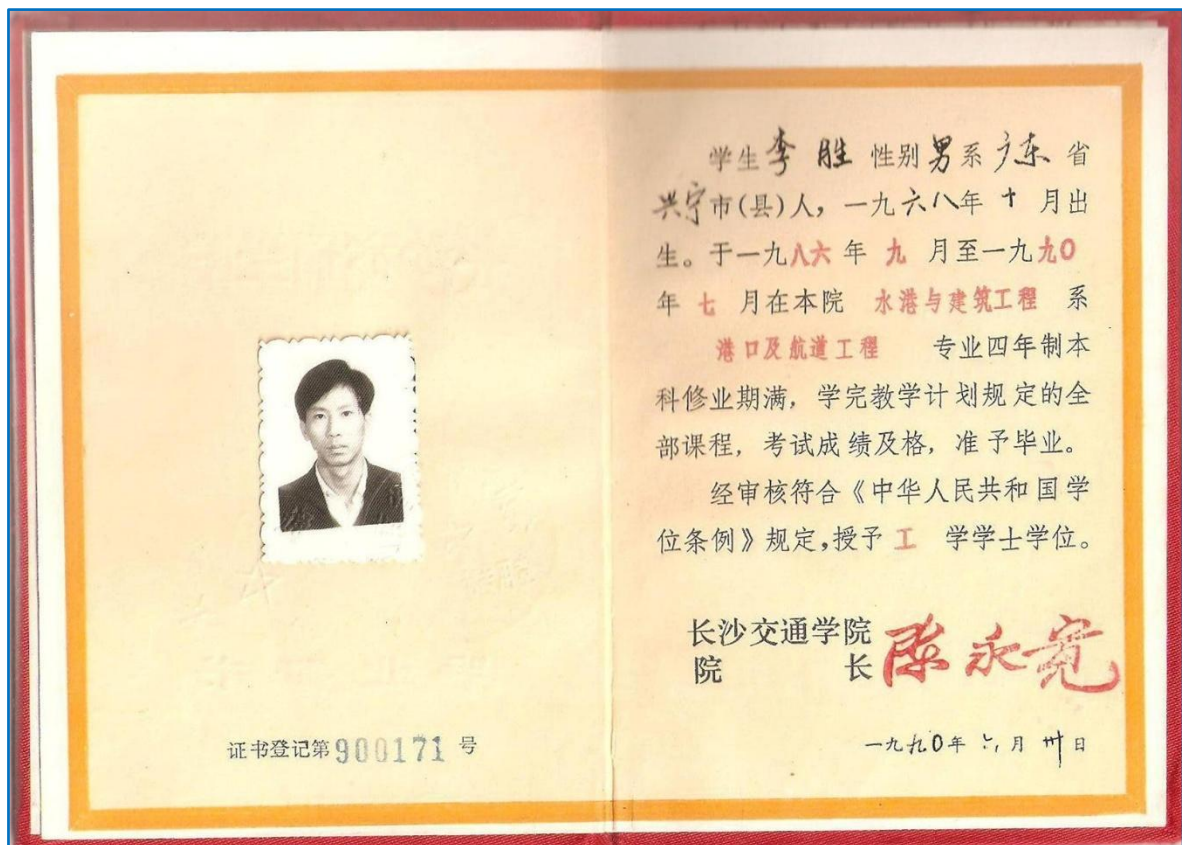 证书登记第900171号
学生李胜性别男系广东省
兴宁市(县)人，一九六八年十月出
生。于一九八六年九月至一九九〇
年七月在本院水港与建筑工程系
港口及航道工程专业四年制本
科修业期满，学完教学计划规定的全
部课程，考试成绩及格，准予毕业。
经审核符合《中华人民共和国学
位条例》规定，授予工学学士学位。
长沙交通学院
院长陈永宽
一九九〇年六月卅日